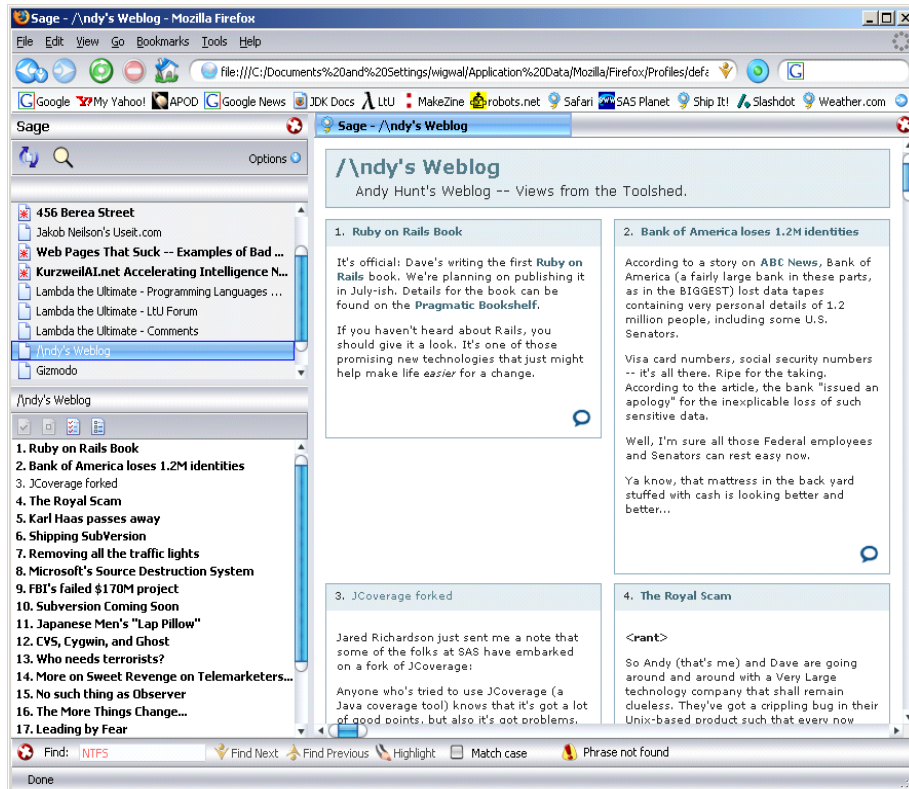 Sage - /\ndy's Weblog - Mozilla Firefox
File Edit View Go Bookmarks Tools Help
file:///C:/Documents%20and%20Settings/wigwal/Application%20Data/Mozilla/Firefox/Profiles/defa
Google My Yahoo! APOD Google News JDK Docs LtU MakeZine robots.net Safari SAS Planet Ship It! Slashdot Weather.com
Sage
Options
456 Berea Street
Jakob Neilson's Useit.com
Web Pages That Suck -- Examples of Bad ...
KurzweilAI.net Accelerating Intelligence N...
Lambda the Ultimate - Programming Languages ...
Lambda the Ultimate - LtU Forum
Lambda the Ultimate - Comments
/\ndy's Weblog
Gizmodo
/\ndy's Weblog
1. Ruby on Rails Book
2. Bank of America loses 1.2M identities
3. JCoverage forked
4. The Royal Scam
5. Karl Haas passes away
6. Shipping SubVersion
7. Removing all the traffic lights
8. Microsoft's Source Destruction System
9. FBI's failed $170M project
10. Subversion Coming Soon
11. Japanese Men's "Lap Pillow"
12. CVS, Cygwin, and Ghost
13. Who needs terrorists?
14. More on Sweet Revenge on Telemarketers...
15. No such thing as Observer
16. The More Things Change...
17. Leading by Fear
Sage - /\ndy's Weblog
/\ndy's Weblog
Andy Hunt's Weblog -- Views from the Toolshed.
1. Ruby on Rails Book
It's official: Dave's writing the first Ruby on
Rails book. We're planning on publishing it
in July-ish. Details for the book can be
found on the Pragmatic Bookshelf.
If you haven't heard about Rails, you
should give it a look. It's one of those
promising new technologies that just might
help make life easier for a change.
2. Bank of America loses 1.2M identities
According to a story on ABC News, Bank of
America (a fairly large bank in these parts,
as in the BIGGEST) lost data tapes
containing very personal details of 1.2
million people, including some U.S.
Senators.
Visa card numbers, social security numbers
-- it's all there. Ripe for the taking.
According to the article, the bank "issued an
apology" for the inexplicable loss of such
sensitive data.
Well, I'm sure all those Federal employees
and Senators can rest easy now.
Ya know, that mattress in the back yard
stuffed with cash is looking better and
better...
3. JCoverage forked
Jared Richardson just sent me a note that
some of the folks at SAS have embarked
on a fork of JCoverage:
Anyone who's tried to use JCoverage (a
Java coverage tool) knows that it's got a lot
of good points, but also it's got problems.
4. The Royal Scam
<rant>
So Andy (that's me) and Dave are going
around and around with a Very Large
technology company that shall remain
clueless. They've got a crippling bug in their
Unix-based product such that every now
Find: NTFS Find Next Find Previous Highlight Match case Phrase not found
Done